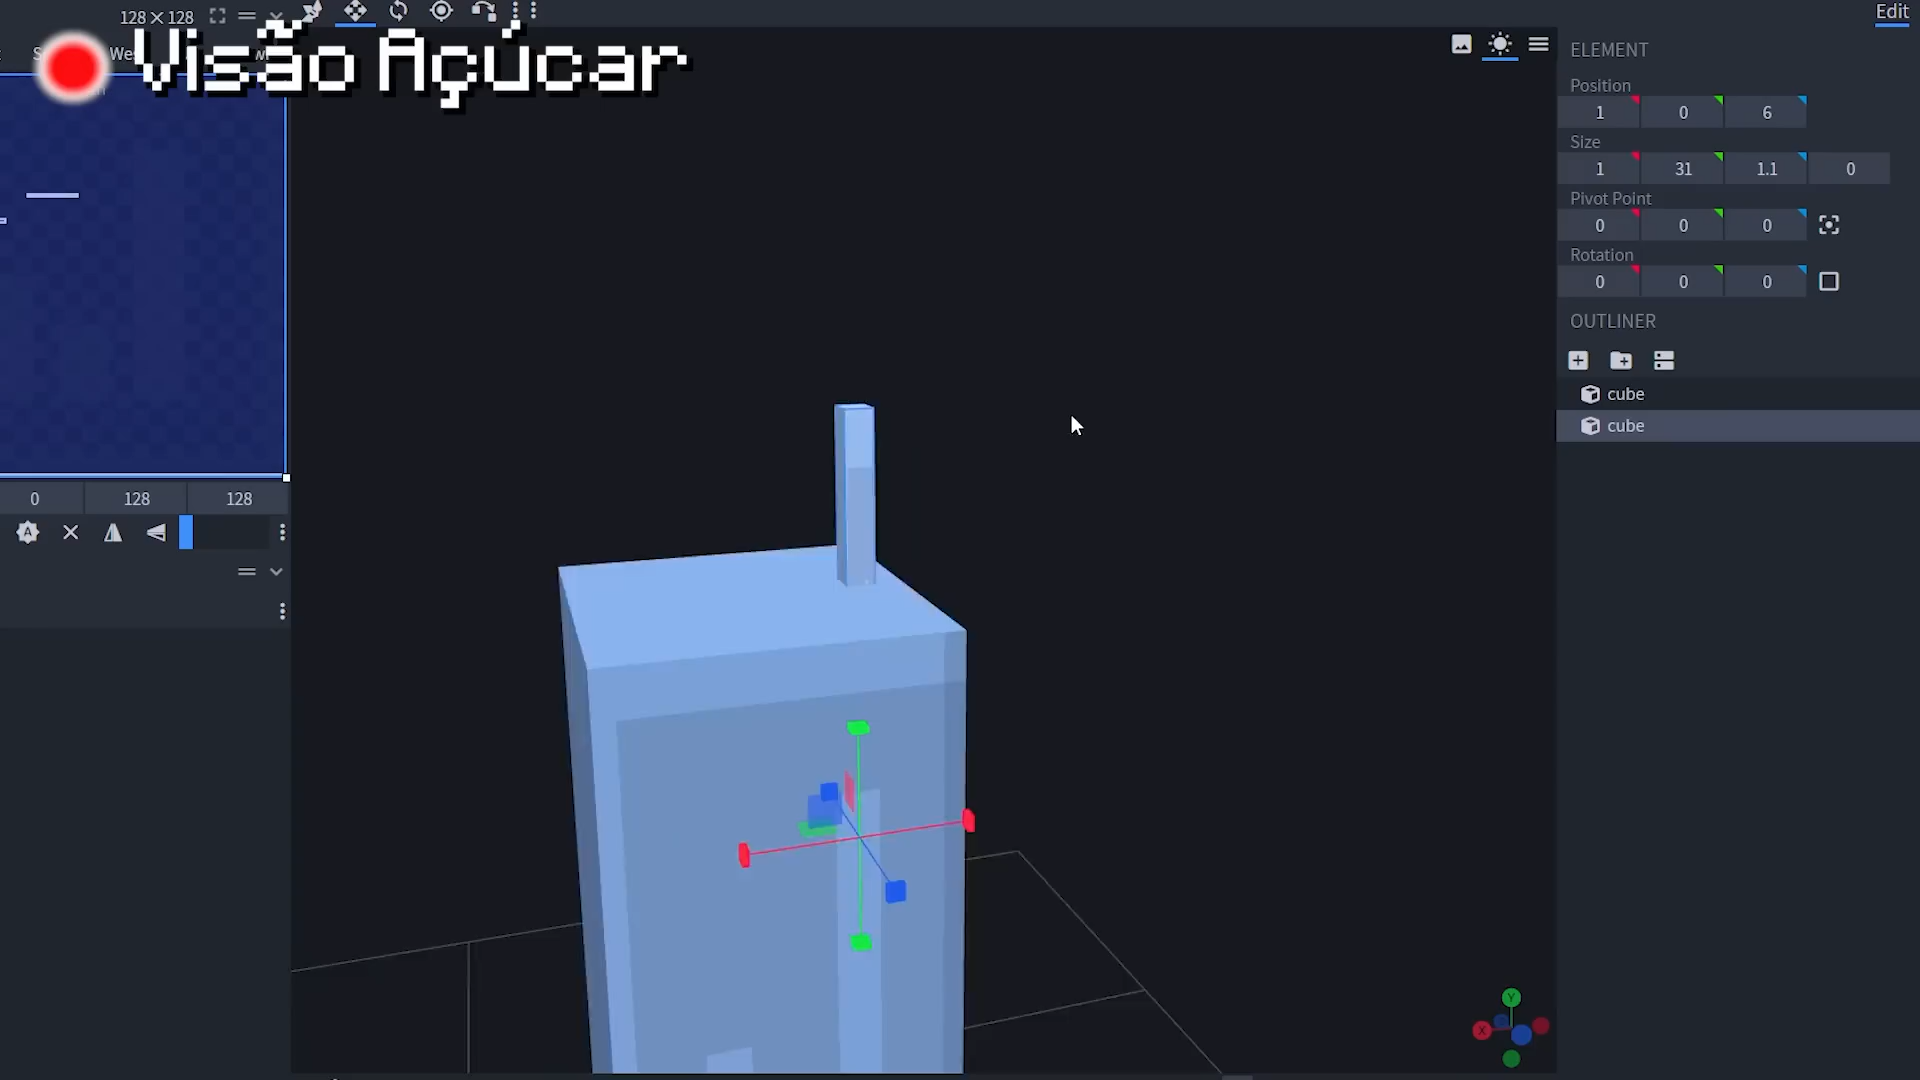 128 × 128
Edit
Visão Açúcar
Wes
ELEMENT
Position
1 0 6
Size
1 31 1.1 0
Pivot Point
0 0 0
Rotation
0 0 0
OUTLINER
cube
cube
0 128 128
A
Y
X